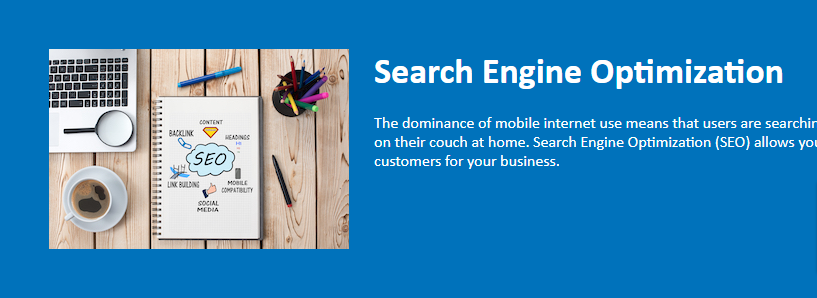 Search Engine Optimization
The dominance of mobile internet use means that users are searchin
on their couch at home. Search Engine Optimization (SEO) allows you
customers for your business.
CONTENT
BACKLINK
HEADINGS
SEO
LINK BUILDING
MOBILE
COMPATIBILITY
SOCIAL
MEDIA